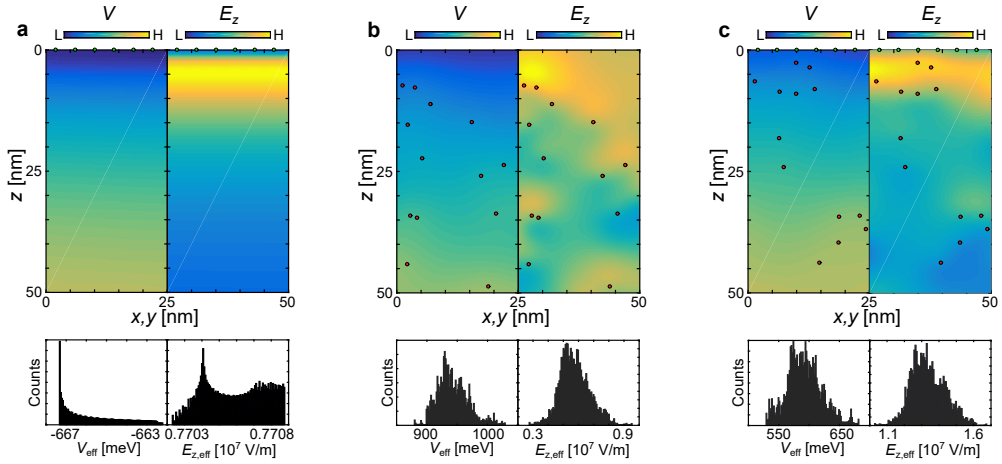 a
V
E_z
L H
L H
0
25
50
z [nm]
25
50
x,y [nm]
Counts
-667
-663
0.7703
0.7708
V_eff [meV]
E_z,eff [10^7 V/m]
b
V
E_z
L H
L H
0
25
50
z [nm]
0
25
50
x,y [nm]
Counts
900
1000
0.3
0.9
V_eff [meV]
E_z,eff [10^7 V/m]
c
V
E_z
L H
L H
0
25
50
z [nm]
0
25
50
x,y [nm]
Counts
550
650
1.1
1.6
V_eff [meV]
E_z,eff [10^7 V/m]